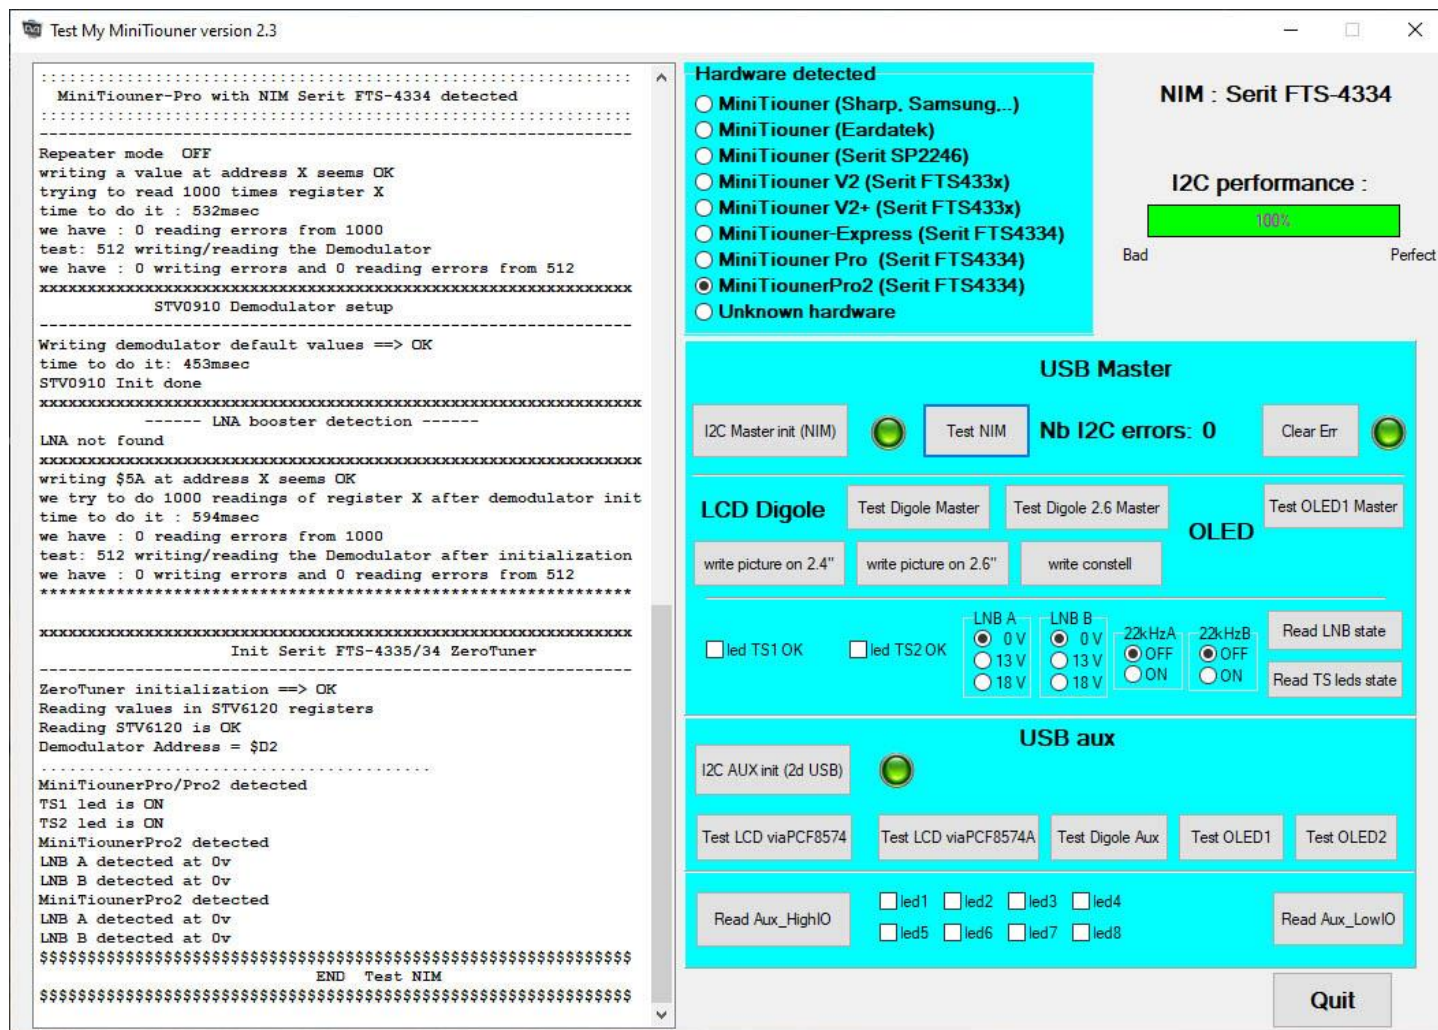 Test My MiniTiouner version 2.3
::::::::::::::::::::::::::::::::::::::::::::::::::::::::::::::
MiniTiouner-Pro with NIM Serit FTS-4334 detected
::::::::::::::::::::::::::::::::::::::::::::::::::::::::::::::
--------------------------------------------------------------
Repeater mode  OFF
writing a value at address X seems OK
trying to read 1000 times register X
time to do it : 532msec
we have : 0 reading errors from 1000
test: 512 writing/reading the Demodulator
we have : 0 writing errors and 0 reading errors from 512
xxxxxxxxxxxxxxxxxxxxxxxxxxxxxxxxxxxxxxxxxxxxxxxxxxxxxxxxxxxxxx
STV0910 Demodulator setup
--------------------------------------------------------------
Writing demodulator default values ==> OK
time to do it: 453msec
STV0910 Init done
xxxxxxxxxxxxxxxxxxxxxxxxxxxxxxxxxxxxxxxxxxxxxxxxxxxxxxxxxxxxxxx
------ LNA booster detection ------
LNA not found
xxxxxxxxxxxxxxxxxxxxxxxxxxxxxxxxxxxxxxxxxxxxxxxxxxxxxxxxxxxxxxx
writing $5A at address X seems OK
we try to do 1000 readings of register X after demodulator init
time to do it : 594msec
we have : 0 reading errors from 1000
test: 512 writing/reading the Demodulator after initialization
we have : 0 writing errors and 0 reading errors from 512
**************************************************************
xxxxxxxxxxxxxxxxxxxxxxxxxxxxxxxxxxxxxxxxxxxxxxxxxxxxxxxxxxxxxx
Init Serit FTS-4335/34 ZeroTuner
--------------------------------------------------------------
ZeroTuner initialization ==> OK
Reading values in STV6120 registers
Reading STV6120 is OK
Demodulator Address = $D2
.........................................
MiniTiounerPro/Pro2 detected
TS1 led is ON
TS2 led is ON
MiniTiounerPro2 detected
LNB A detected at 0v
LNB B detected at 0v
MiniTiounerPro2 detected
LNB A detected at 0v
LNB B detected at 0v
$$$$$$$$$$$$$$$$$$$$$$$$$$$$$$$$$$$$$$$$$$$$$$$$$$$$$$$$$$$$$$
END  Test NIM
$$$$$$$$$$$$$$$$$$$$$$$$$$$$$$$$$$$$$$$$$$$$$$$$$$$$$$$$$$$$$$
Hardware detected
MiniTiouner (Sharp, Samsung,..)
MiniTiouner (Eardatek)
MiniTiouner (Serit SP2246)
MiniTiouner V2 (Serit FTS433x)
MiniTiouner V2+ (Serit FTS433x)
MiniTiouner-Express (Serit FTS4334)
MiniTiouner Pro  (Serit FTS4334)
MiniTiounerPro2 (Serit FTS4334)
Unknown hardware
NIM : Serit FTS-4334
I2C performance :
100%
Bad Perfect
USB Master
I2C Master init (NIM) Test NIM Nb I2C errors: 0 Clear Err
LCD Digole Test Digole Master Test Digole 2.6 Master OLED Test OLED1 Master
write picture on 2.4" write picture on 2.6" write constell
led TS1 OK led TS2 OK
LNB A
0 V
13 V
18 V
LNB B
0 V
13 V
18 V
22kHzA
OFF
ON
22kHzB
OFF
ON
Read LNB state
Read TS leds state
USB aux
I2C AUX init (2d USB)
Test LCD viaPCF8574 Test LCD viaPCF8574A Test Digole Aux Test OLED1 Test OLED2
Read Aux_HighIO
led1 led2 led3 led4
led5 led6 led7 led8
Read Aux_LowIO
Quit